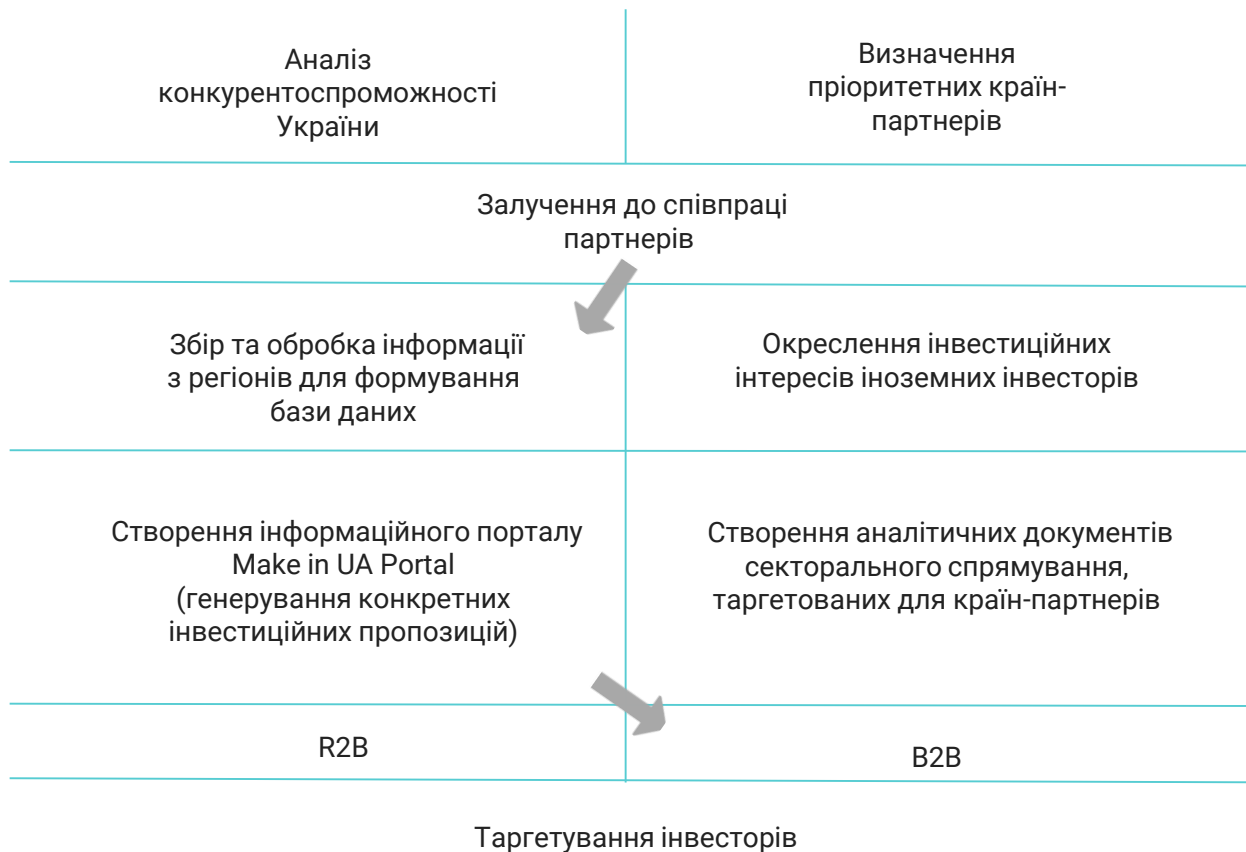 Аналіз
конкурентоспроможності
України
Визначення
пріоритетних країн-
партнерів
Залучення до співпраці
партнерів
Збір та обробка інформації
з регіонів для формування
бази даних
Окреслення інвестиційних
інтересів іноземних інвесторів
Створення інформаційного порталу
Make in UA Portal
(генерування конкретних
інвестиційних пропозицій)
Створення аналітичних документів
секторального спрямування,
таргетованих для країн-партнерів
R2B
B2B
Таргетування інвесторів